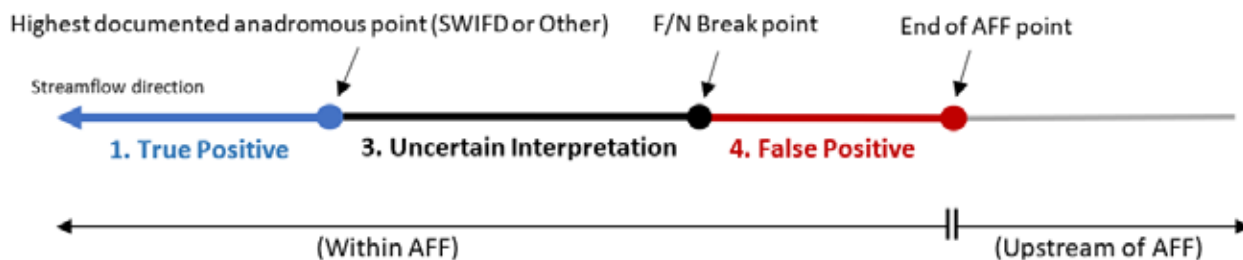 Highest documented anadromous point (SWIFD or Other)
F/N Break point
End of AFF point
Streamflow direction
1. True Positive
3. Uncertain Interpretation
4. False Positive
(Within AFF)
(Upstream of AFF)